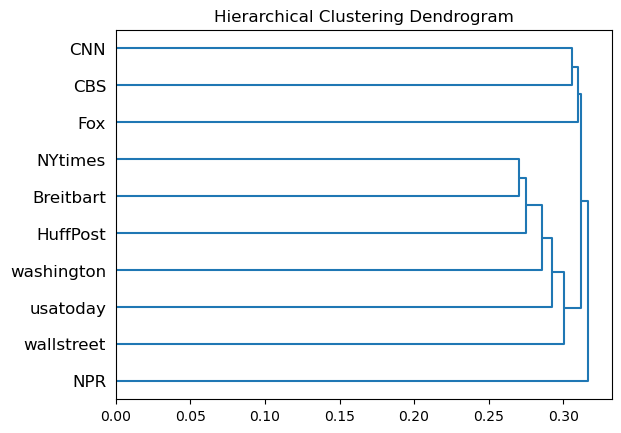 Hierarchical Clustering Dendrogram
CNN
CBS
Fox
NYtimes
Breitbart
HuffPost
washington
usatoday
wallstreet
NPR
0.00 0.05 0.10 0.15 0.20 0.25 0.30